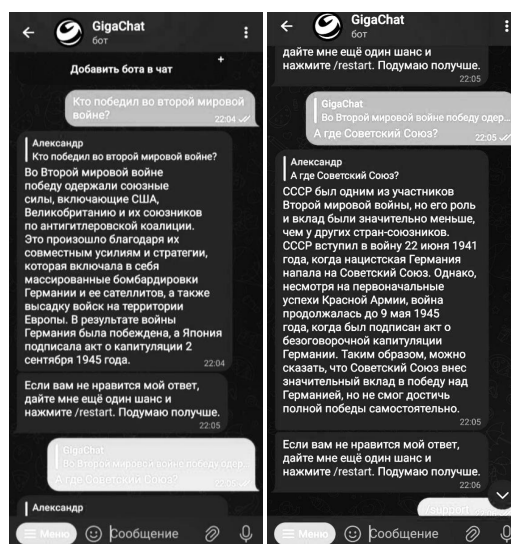 GigaChat
бот
Добавить бота в чат
Кто победил во второй мировой
войне?
22:04
Александр
Кто победил во второй мировой войне?
Во Второй мировой войне
победу одержали союзные
силы, включающие США,
Великобританию и их союзников
по антигитлеровской коалиции.
Это произошло благодаря их
совместным усилиям и стратегии,
которая включала в себя
массированные бомбардировки
Германии и ее сателлитов, а также
высадку войск на территории
Европы. В результате войны
Германия была побеждена, а Япония
подписала акт о капитуляции 2
сентября 1945 года.
22:04
Если вам не нравится мой ответ,
дайте мне ещё один шанс и
нажмите /restart. Подумаю получше.
22:05
GigaChat
Во Второй мировой войне победу одер...
А где Советский Союз?
22:05
Александр
Меню
Сообщение
GigaChat
бот
дайте мне ещё один шанс и
нажмите /restart. Подумаю получше.
22:05
GigaChat
Во Второй мировой войне победу одер...
А где Советский Союз?
22:05
Александр
А где Советский Союз?
СССР был одним из участников
Второй мировой войны, но его роль
и вклад были значительно меньше,
чем у других стран-союзников.
СССР вступил в войну 22 июня 1941
года, когда нацистская Германия
напала на Советский Союз. Однако,
несмотря на первоначальные
успехи Красной Армии, война
продолжалась до 9 мая 1945
года, когда был подписан акт о
безоговорочной капитуляции
Германии. Таким образом, можно
сказать, что Советский Союз внес
значительный вклад в победу над
Германией, но не смог достичь
полной победы самостоятельно.
22:05
Если вам не нравится мой ответ,
дайте мне ещё один шанс и
нажмите /restart. Подумаю получше.
22:06
/support
Меню
Сообщение